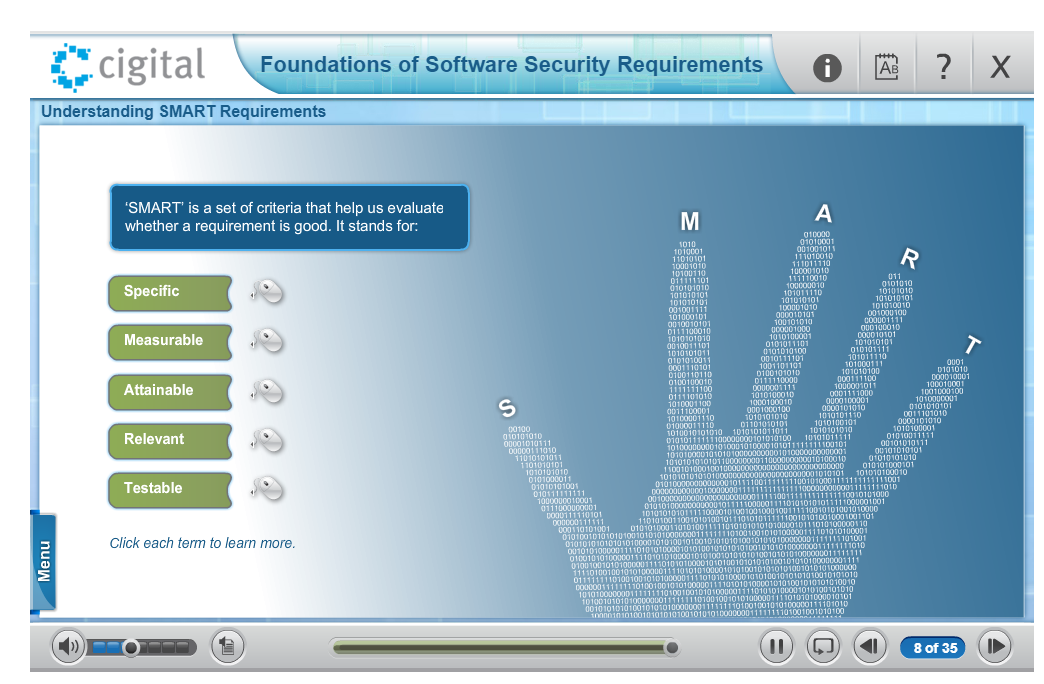 cigital
Foundations of Software Security Requirements
i
AB
?
X
Understanding SMART Requirements
‘SMART’ is a set of criteria that help us evaluate
whether a requirement is good. It stands for:
Specific
Measurable
Attainable
Relevant
Testable
Click each term to learn more.
S
M
A
R
T
Menu
8 of 35